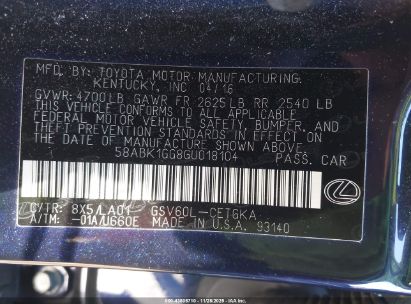 MFD. BY: TOYOTA MOTOR MANUFACTURING,
KENTUCKY, INC 04/16
GVWR: 4700LB GAWR FR 2625LB RR 2540 LB
THIS VEHICLE CONFORMS TO ALL APPLICABLE
FEDERAL MOTOR VEHICLE SAFETY, BUMPER, AND
THEFT PREVENTION STANDARDS IN EFFECT ON
THE DATE OF MANUFACTURE SHOWN ABOVE.
58ABK1GG8GU018104 PASS. CAR
C/TR: 8X5/LA01 GSV60L-CETGKA
A/TM: -01A/U660E MADE IN U.S.A. 93140
LEXUS